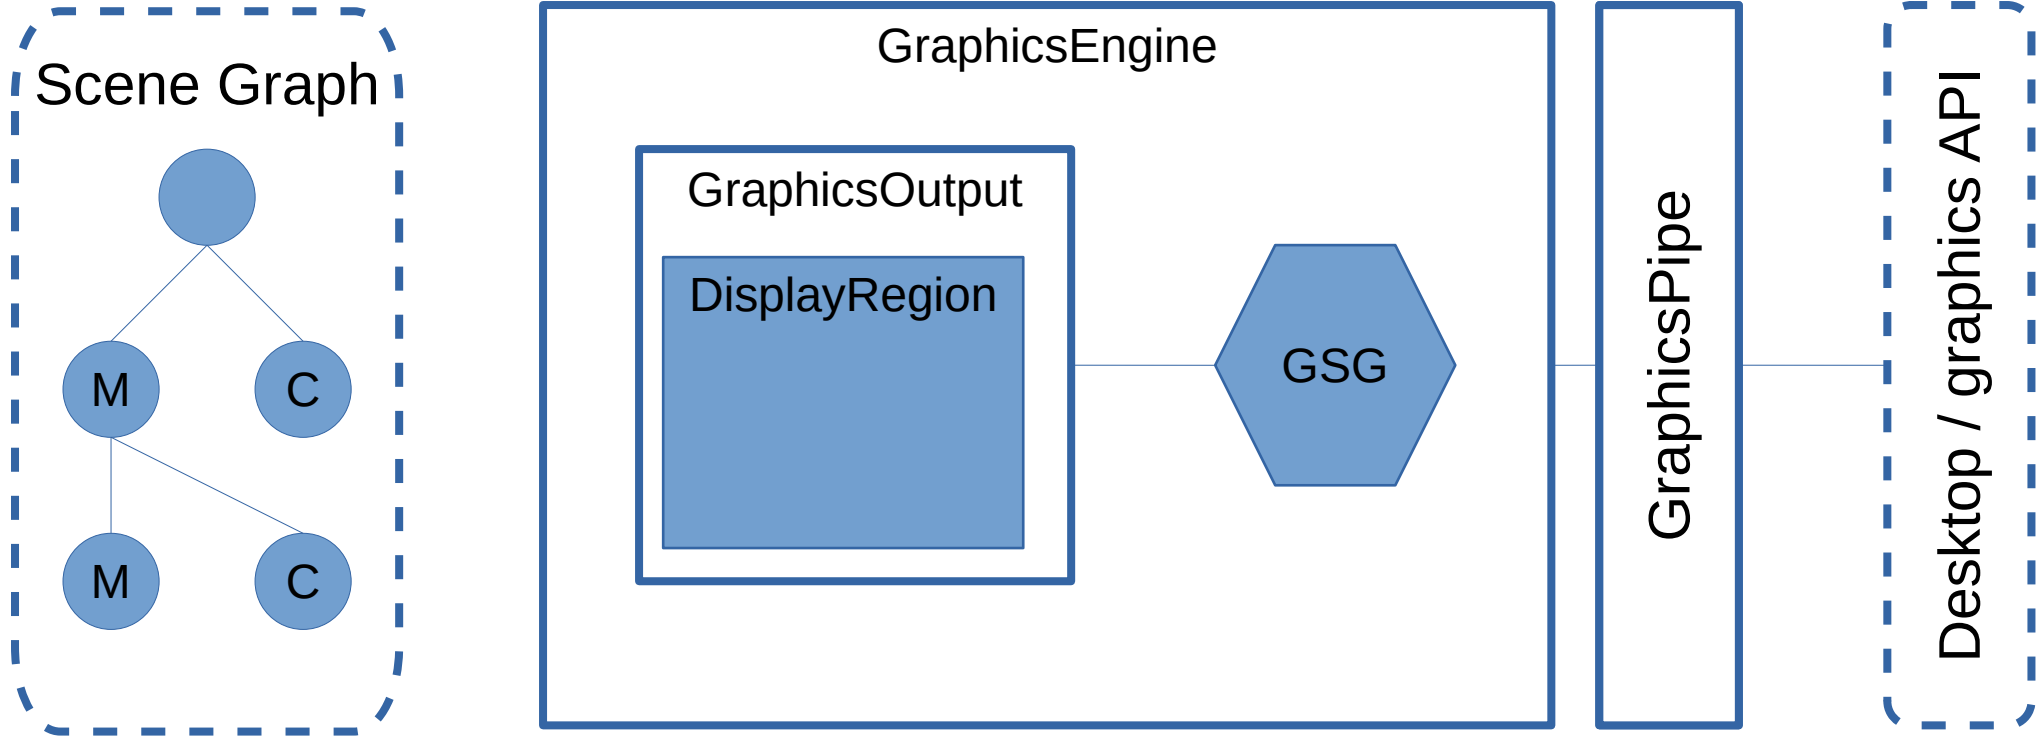 Scene Graph
M
C
M
C
GraphicsEngine
GraphicsOutput
DisplayRegion
GSG
GraphicsPipe
Desktop / graphics API